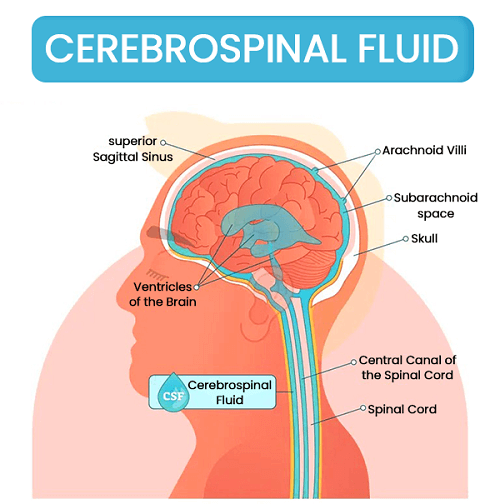 CEREBROSPINAL FLUID
superior
Sagittal Sinus
Arachnoid Villi
Subarachnoid
space
Skull
Ventricles
of the Brain
Central Canal of
the Spinal Cord
CSF
Cerebrospinal
Fluid
Spinal Cord